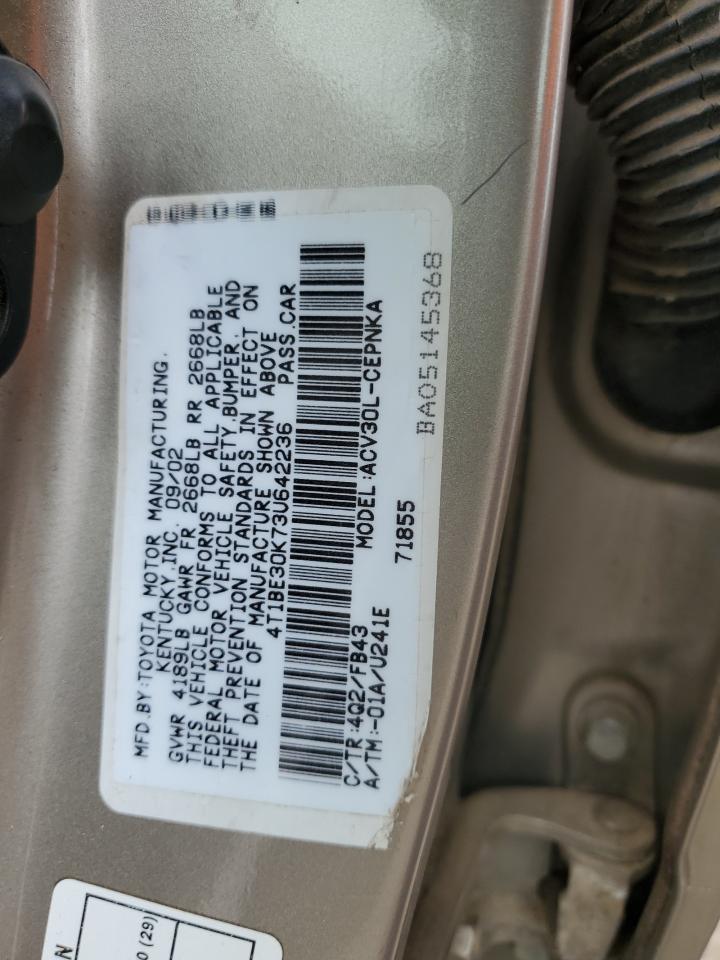 MFD.BY:TOYOTA MOTOR MANUFACTURING.
KENTUCKY.INC. 09/02
GVWR 4189LB GAWR FR 2668LB RR 2668LB
THIS VEHICLE CONFORMS TO ALL APPLICABLE
FEDERAL MOTOR VEHICLE SAFETY.BUMPER. AND
THEFT PREVENTION STANDARDS IN EFFECT ON
THE DATE OF MANUFACTURE SHOWN ABOVE
4T1BE30K73U642236 PASS.CAR
C/TR:4Q2/FB43 MODEL:ACV30L-CEPNKA
A/TM:-01A/U241E
71855
BA05145368
N
0 (29)